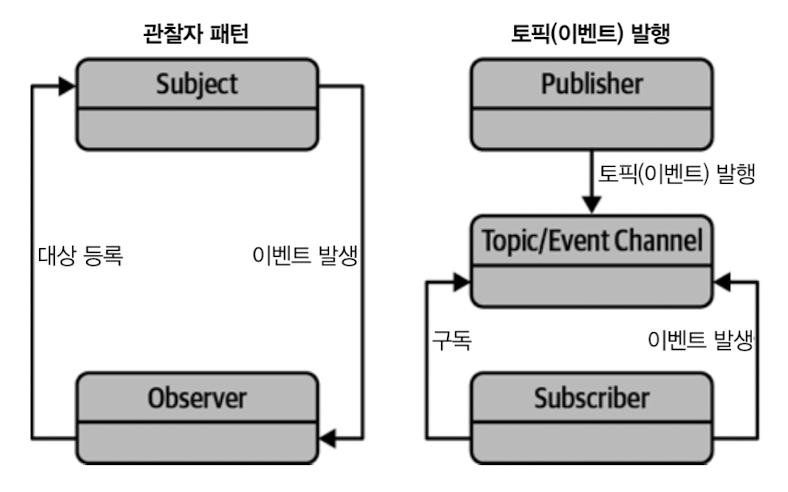 관찰자 패턴
Subject
대상 등록
이벤트 발생
Observer
토픽(이벤트) 발행
Publisher
토픽(이벤트) 발행
Topic/Event Channel
구독
이벤트 발생
Subscriber